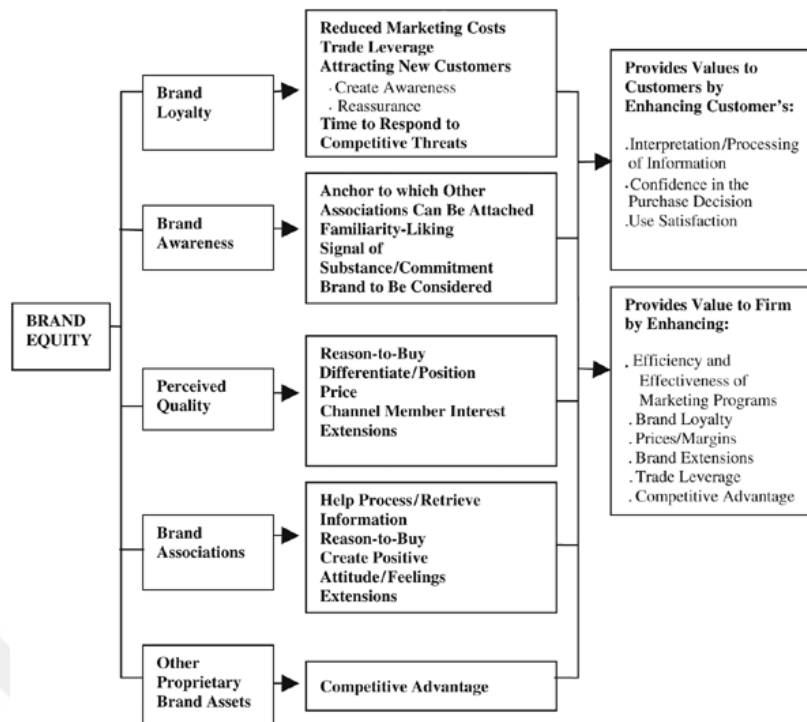 BRAND
EQUITY
Brand
Loyalty
Reduced Marketing Costs
Trade Leverage
Attracting New Customers
· Create Awareness
· Reassurance
Time to Respond to
Competitive Threats
Brand
Awareness
Anchor to which Other
Associations Can Be Attached
Familiarity-Liking
Signal of
Substance/Commitment
Brand to Be Considered
Perceived
Quality
Reason-to-Buy
Differentiate/Position
Price
Channel Member Interest
Extensions
Brand
Associations
Help Process/Retrieve
Information
Reason-to-Buy
Create Positive
Attitude/Feelings
Extensions
Other
Proprietary
Brand Assets
Competitive Advantage
Provides Values to
Customers by
Enhancing Customer's:
.Interpretation/Processing
of Information
.Confidence in the
Purchase Decision
.Use Satisfaction
Provides Value to Firm
by Enhancing:
. Efficiency and
Effectiveness of
Marketing Programs
. Brand Loyalty
. Prices/Margins
. Brand Extensions
. Trade Leverage
. Competitive Advantage